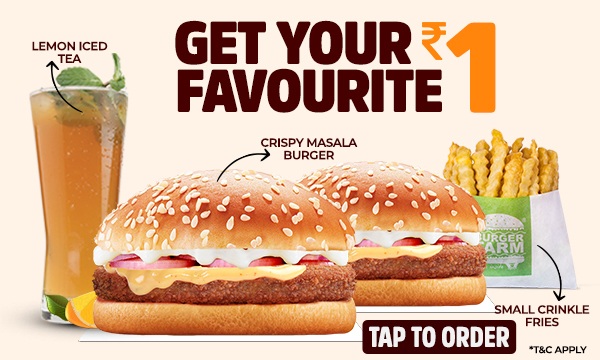 LEMON ICED
TEA
GET YOUR ₹1
FAVOURITE
CRISPY MASALA
BURGER
SMALL CRINKLE
FRIES
TAP TO ORDER
*T&C APPLY